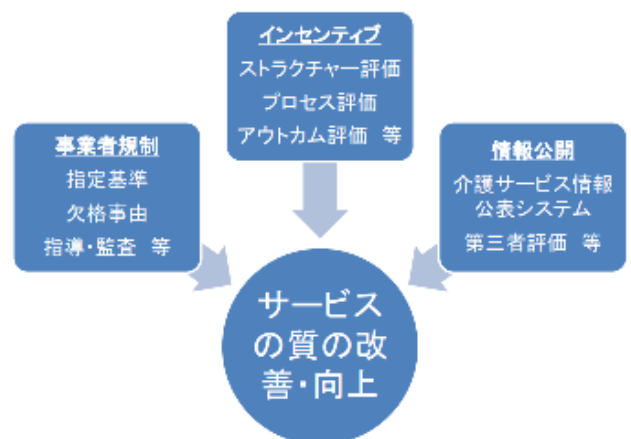 インセンティブ
ストラクチャー評価
プロセス評価
アウトカム評価 等
事業者規制
指定基準
欠格事由
指導・監査 等
情報公開
介護サービス情報
公表システム
第三者評価 等
サービス
の質の改
善・向上